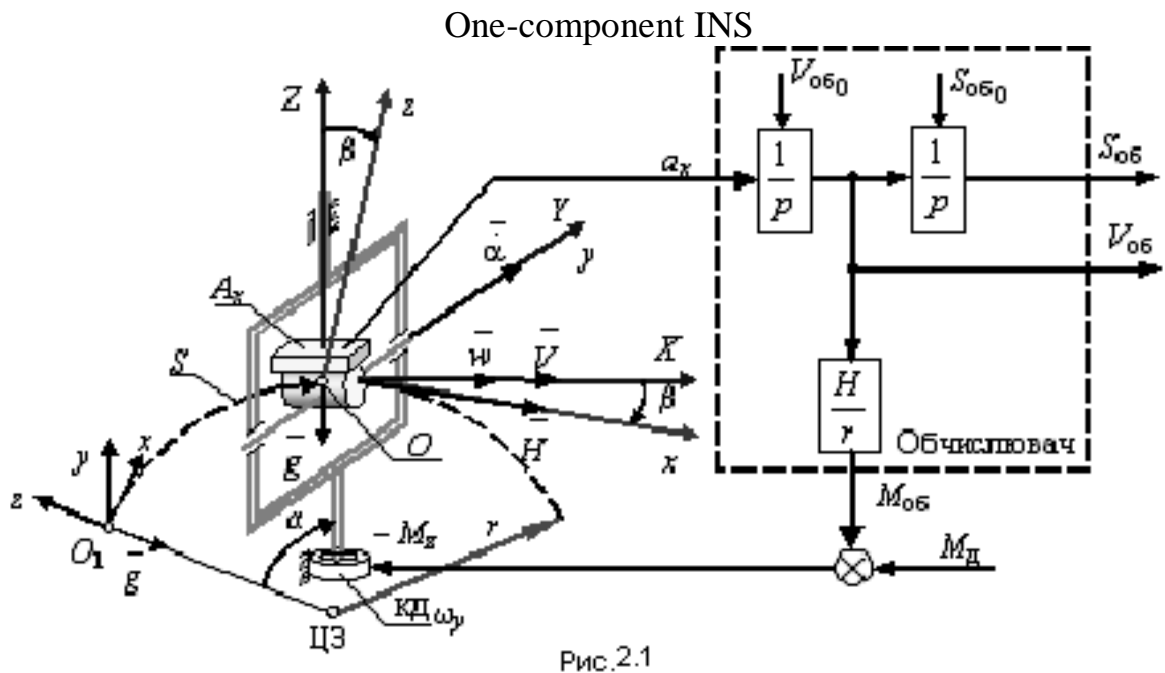 One-component INS
Z
z
β
V_об0
S_об0
a_x
1/p
1/p
S_об
V_об
Y
y
α̇
A_x
S
w̄
V̄
X
β
H/r
Обчислювач
y
x
ḡ
O
H̄
x
z
O₁
ḡ
α
r
– M_z
M_об
M_Д
КД ω_y
ЦЗ
Рис.2.1